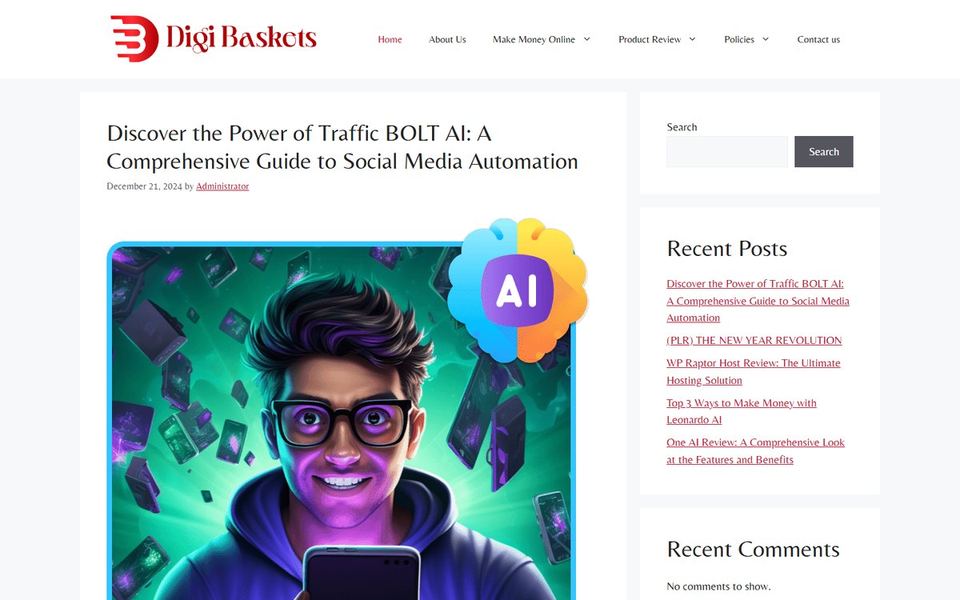 Digi Baskets
Home
About Us
Make Money Online
Product Review
Policies
Contact us
Discover the Power of Traffic BOLT AI: A
Comprehensive Guide to Social Media Automation
December 21, 2024 by Administrator
AI
Search
Search
Recent Posts
Discover the Power of Traffic BOLT AI:
A Comprehensive Guide to Social Media
Automation
(PLR) THE NEW YEAR REVOLUTION
WP Raptor Host Review: The Ultimate
Hosting Solution
Top 3 Ways to Make Money with
Leonardo AI
One AI Review: A Comprehensive Look
at the Features and Benefits
Recent Comments
No comments to show.